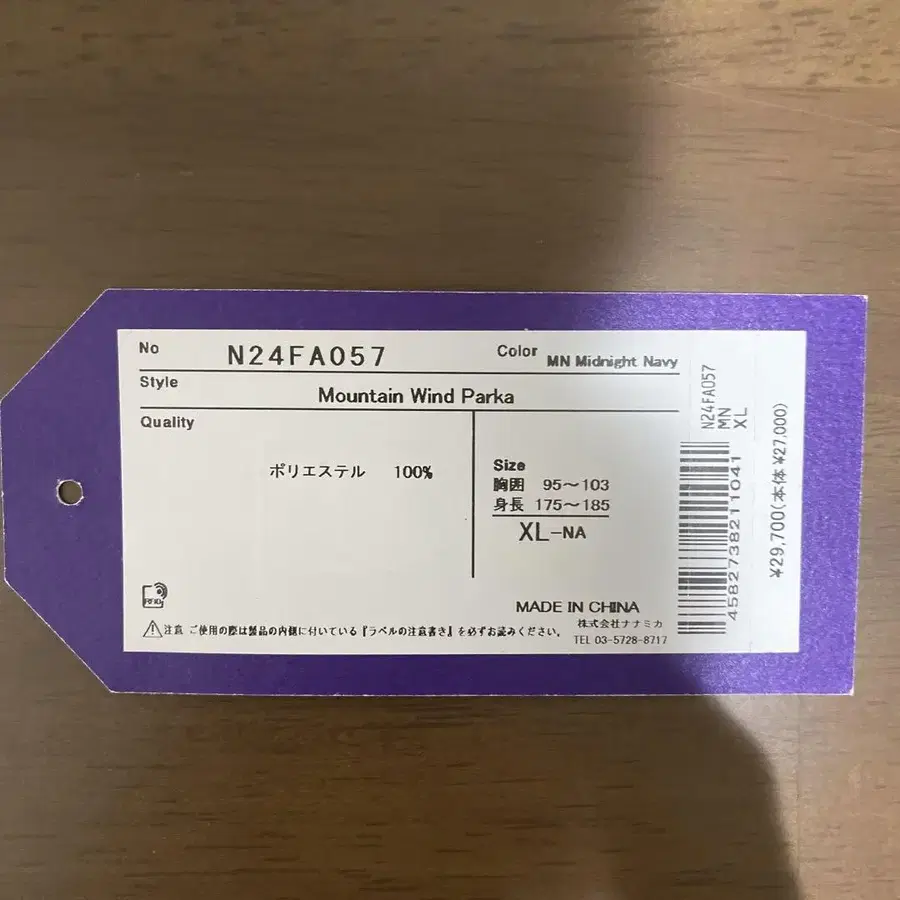 No N24FA057 Color MN Midnight Navy
Style Mountain Wind Parka
Quality
ポリエステル 100%
Size
胸囲 95〜103
身長 175〜185
XL-NA
RFID
MADE IN CHINA
株式会社ナナミカ
TEL 03-5728-8717
注意 ご使用の際は製品の内側に付いている『ラベルの注意書き』を必ずお読みください。
N24FA057
MN
XL
4582738211041
¥29,700(本体 ¥27,000)